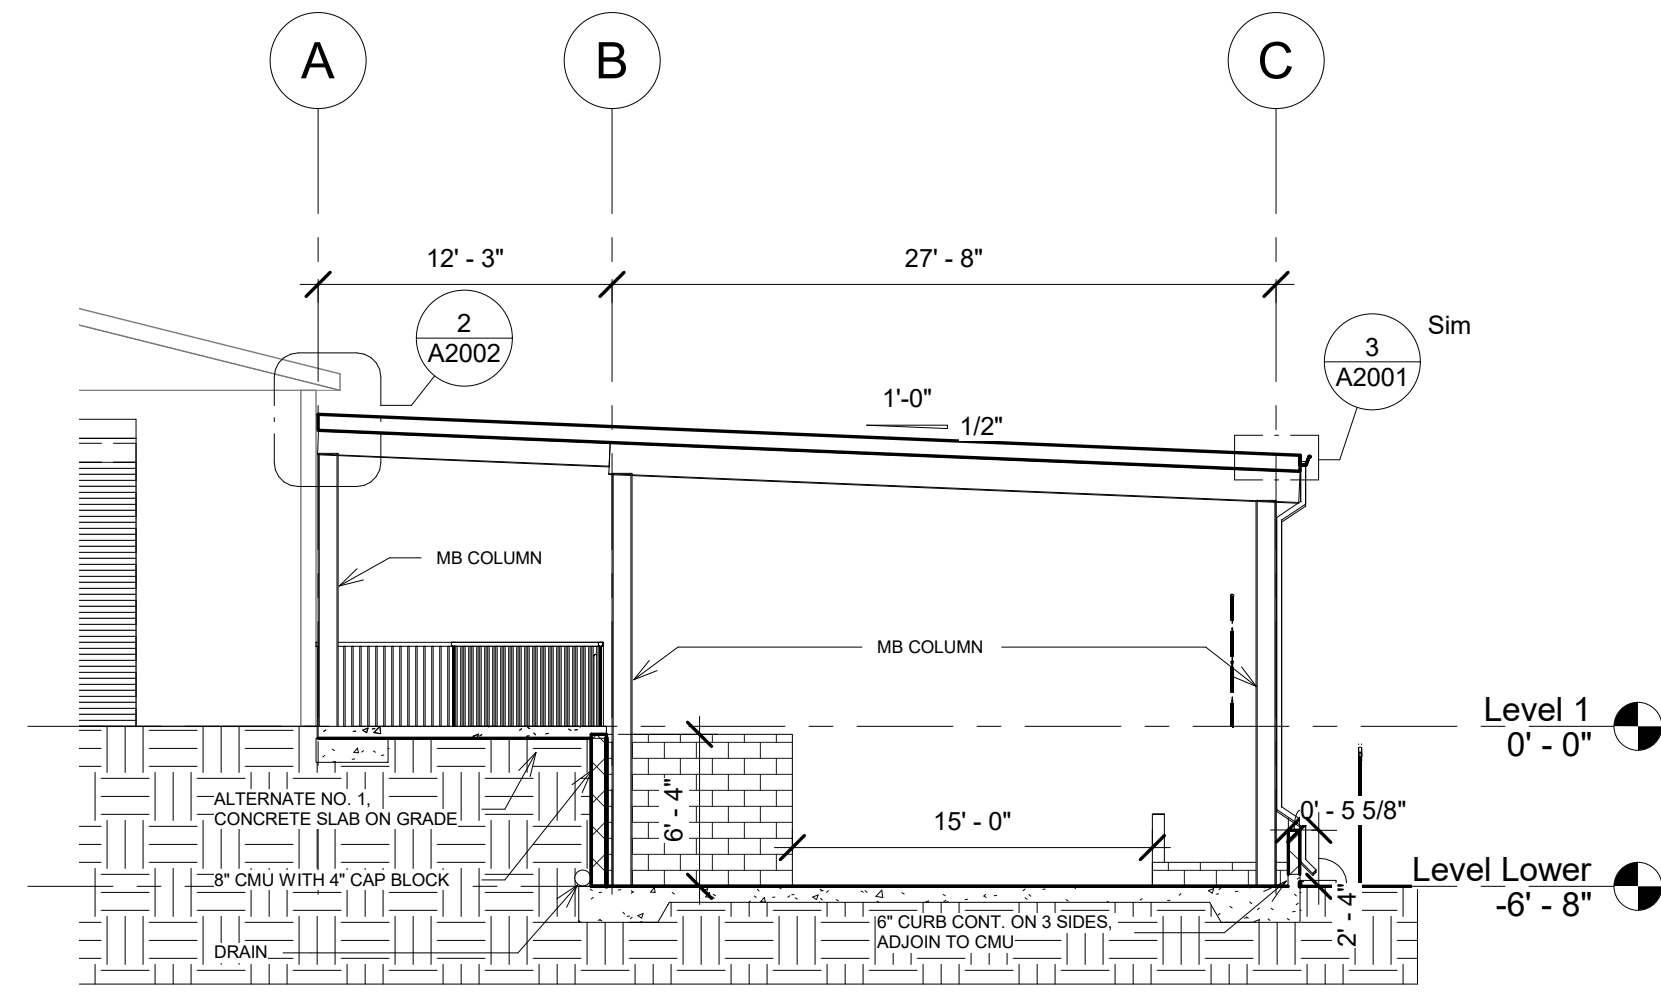 A
B
C
12' - 3"
27' - 8"
2
A2002
3
A2001
Sim
1'-0"
1/2"
MB COLUMN
MB COLUMN
Level 1
0' - 0"
ALTERNATE NO. 1,
CONCRETE SLAB ON GRADE
6' - 4"
15' - 0"
0' - 5 5/8"
8" CMU WITH 4" CAP BLOCK
Level Lower
-6' - 8"
2' - 4"
6" CURB CONT. ON 3 SIDES,
ADJOIN TO CMU
DRAIN